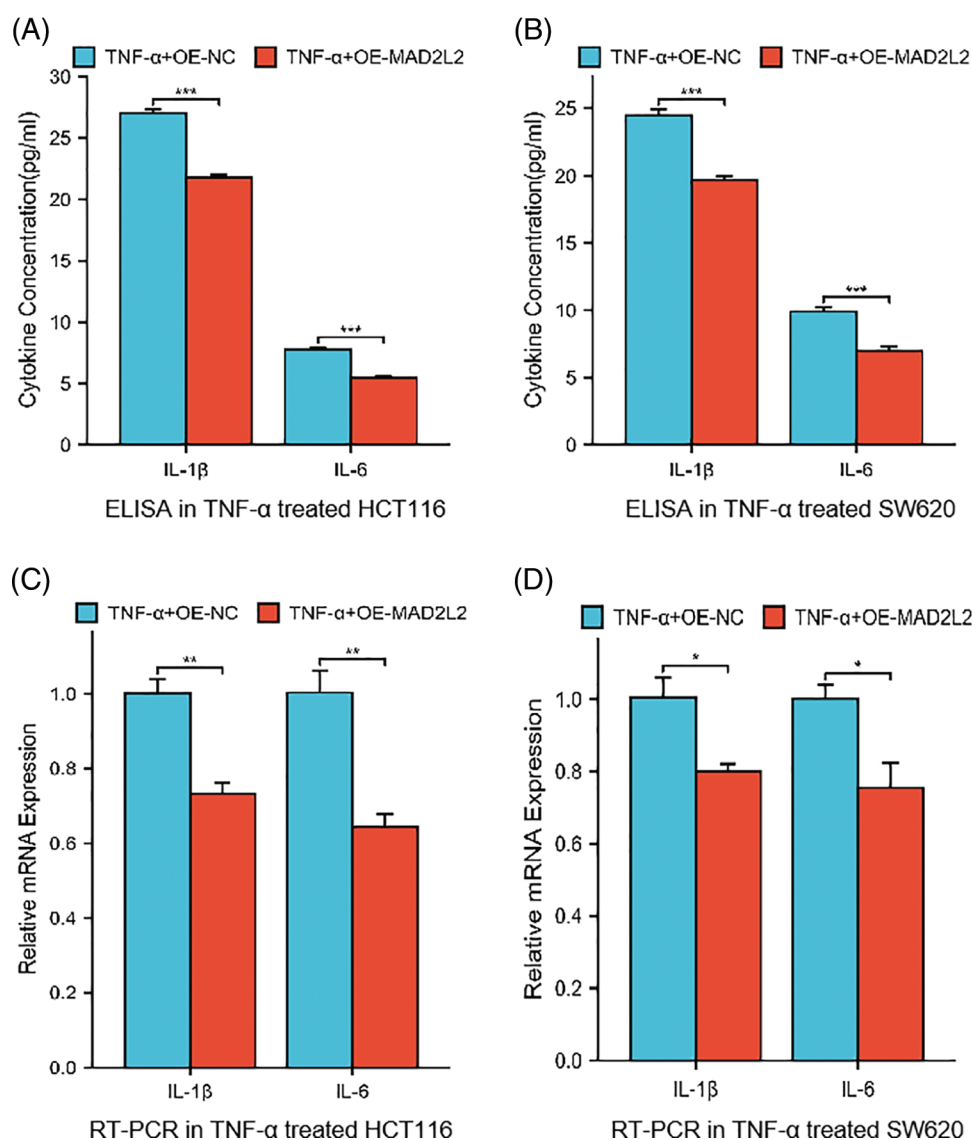 (A)
TNF-α+OE-NC TNF-α+OE-MAD2L2
Cytokine Concentration(pg/ml)
30
25
20
15
10
5
0
***
***
IL-1β IL-6
ELISA in TNF-α treated HCT116
(B)
TNF-α+OE-NC TNF-α+OE-MAD2L2
Cytokine Concentration(pg/ml)
25
20
15
10
5
0
***
***
IL-1β IL-6
ELISA in TNF-α treated SW620
(C)
TNF-α+OE-NC TNF-α+OE-MAD2L2
Relative mRNA Expression
1.0
0.8
0.6
0.4
0.2
0.0
**
**
IL-1β IL-6
RT-PCR in TNF-α treated HCT116
(D)
TNF-α+OE-NC TNF-α+OE-MAD2L2
Relative mRNA Expression
1.0
0.8
0.6
0.4
0.2
0.0
*
*
IL-1β IL-6
RT-PCR in TNF-α treated SW620